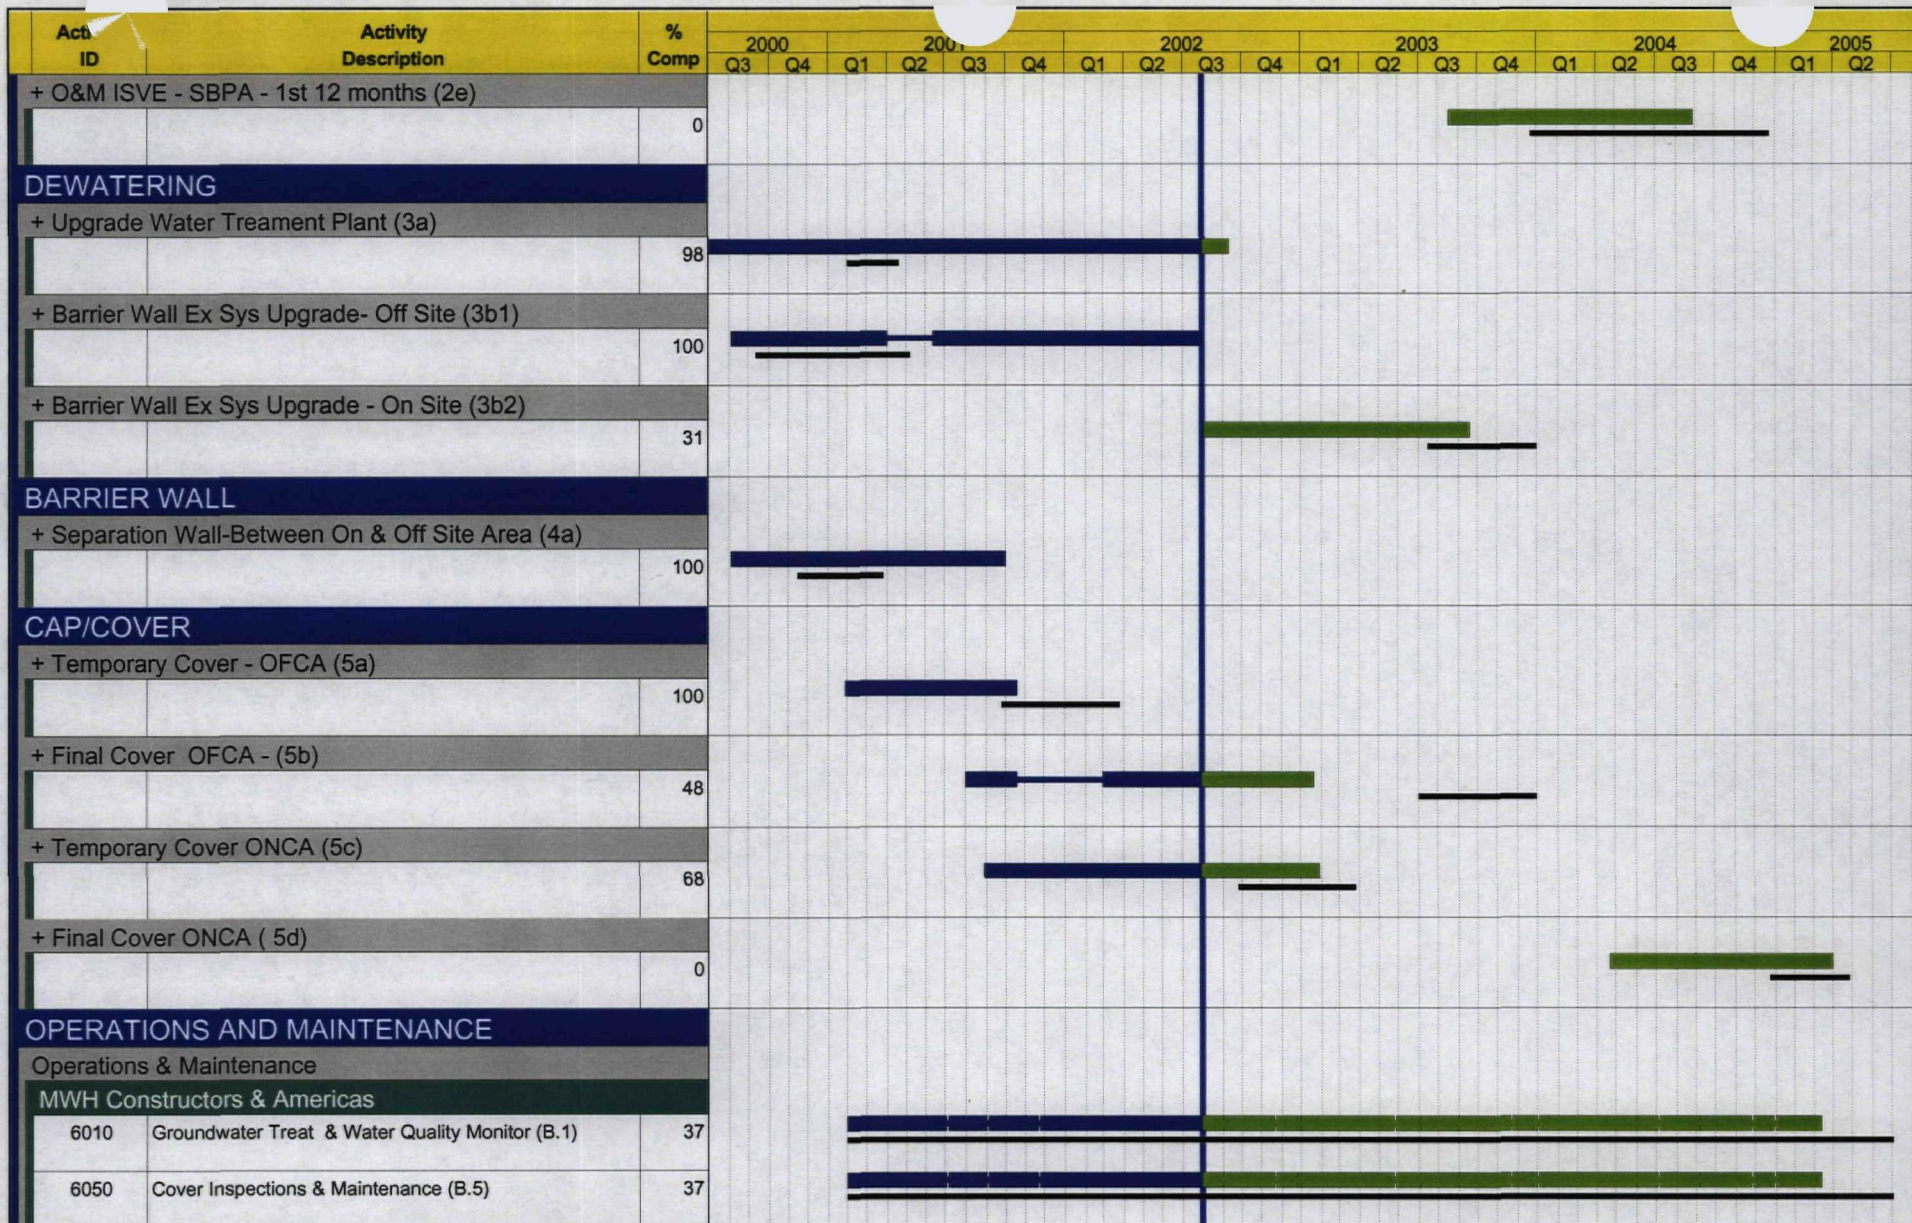 Activity % 2000 2001 2002 2003 2004 2005
ID Description Comp Q3 Q4 Q1 Q2 Q3 Q4 Q1 Q2 Q3 Q4 Q1 Q2 Q3 Q4 Q1 Q2 Q3 Q4 Q1 Q2
+ O&M ISVE - SBPA - 1st 12 months (2e)
0
DEWATERING
+ Upgrade Water Treament Plant (3a)
98
+ Barrier Wall Ex Sys Upgrade- Off Site (3b1)
100
+ Barrier Wall Ex Sys Upgrade - On Site (3b2)
31
BARRIER WALL
+ Separation Wall-Between On & Off Site Area (4a)
100
CAP/COVER
+ Temporary Cover - OFCA (5a)
100
+ Final Cover OFCA - (5b)
48
+ Temporary Cover ONCA (5c)
68
+ Final Cover ONCA ( 5d)
0
OPERATIONS AND MAINTENANCE
Operations & Maintenance
MWH Constructors & Americas
6010 Groundwater Treat & Water Quality Monitor (B.1) 37
6050 Cover Inspections & Maintenance (B.5) 37